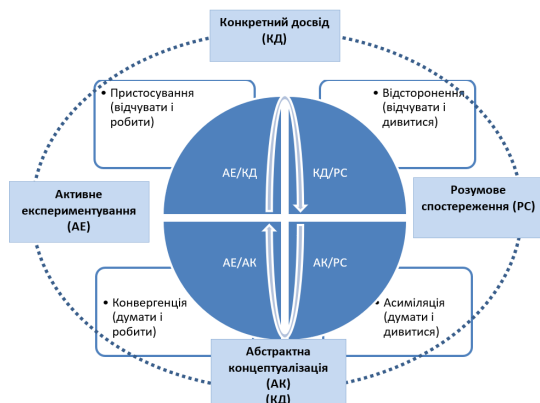 Конкретний досвід
(КД)
• Пристосування
(відчувати і
робити)
• Відсторонення
(відчувати і
дивитися)
АЕ/КД
КД/РС
Активне
експериментування
(АЕ)
Розумове
спостереження (РС)
АЕ/АК
АК/РС
• Конвергенція
(думати і
робити)
• Асиміляція
(думати і
дивитися)
Абстрактна
концептуалізація
(АК)
(КД)